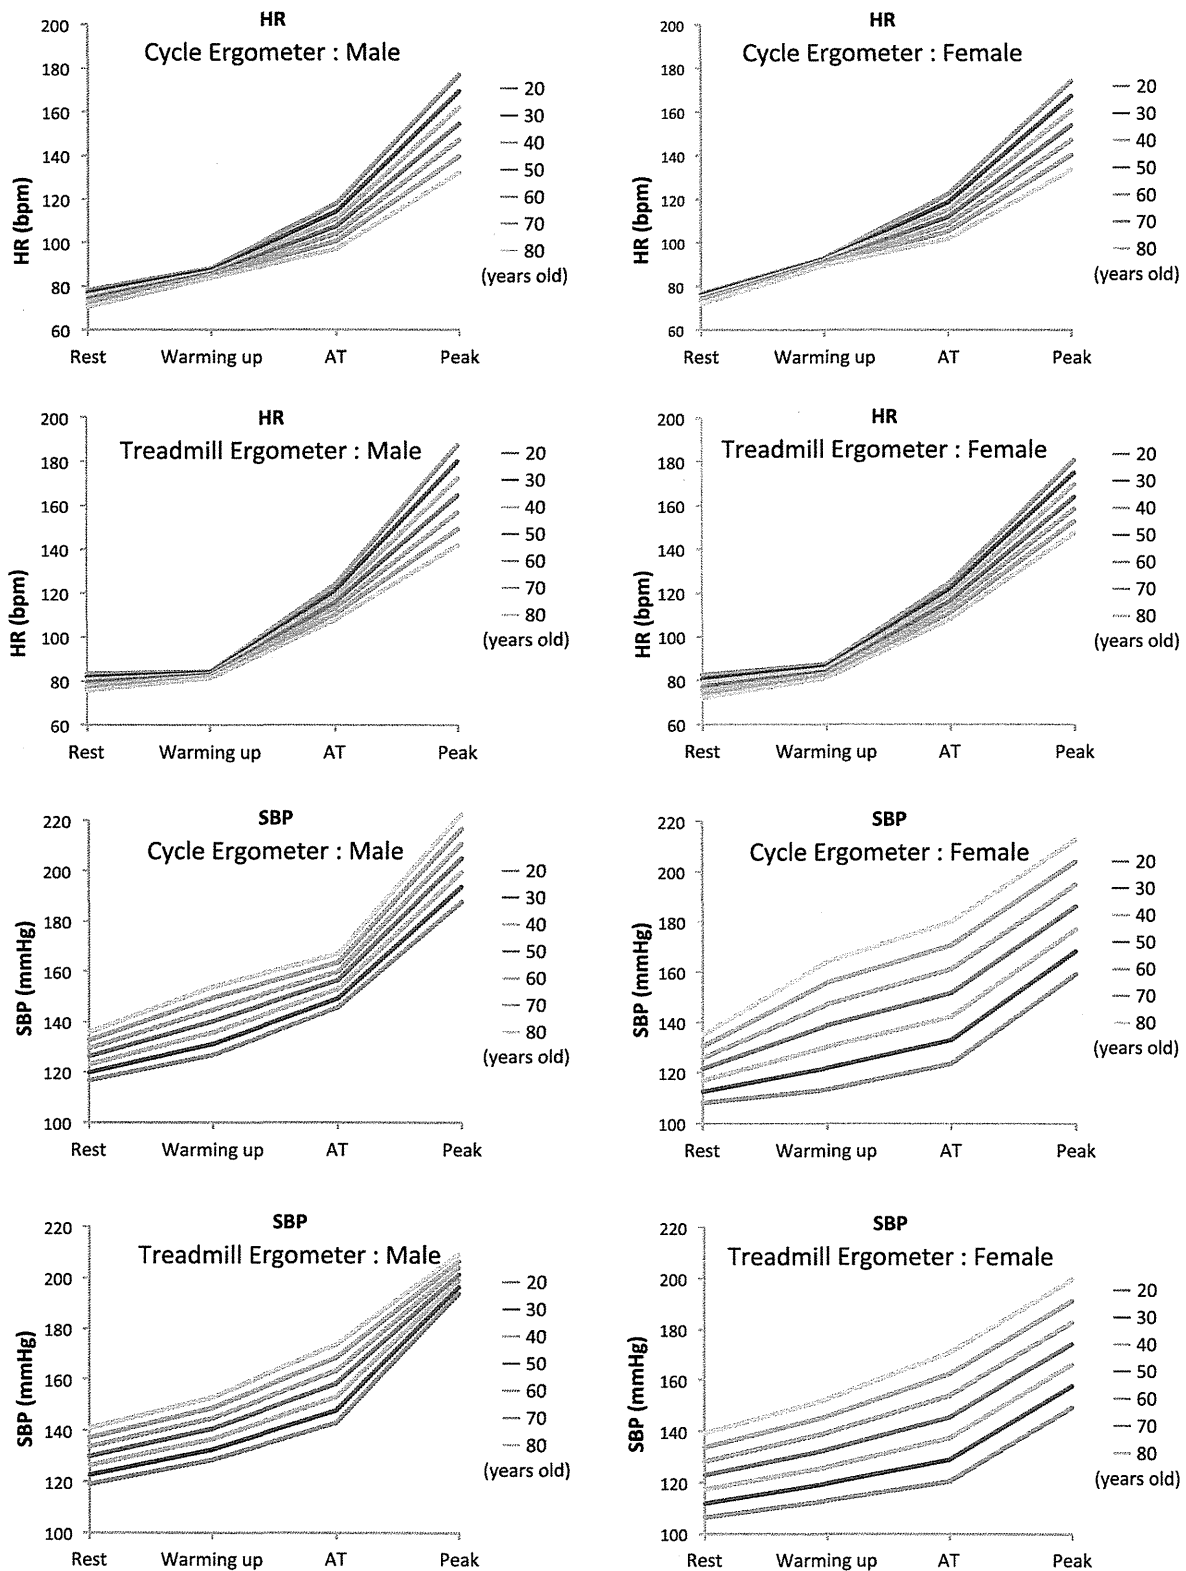 HR
Cycle Ergometer : Male
200
180
160
140
120
100
80
60
HR (bpm)
Rest Warming up AT Peak
20
30
40
50
60
70
80
(years old)
HR
Cycle Ergometer : Female
200
180
160
140
120
100
80
60
HR (bpm)
Rest Warming up AT Peak
20
30
40
50
60
70
80
(years old)
HR
Treadmill Ergometer : Male
200
180
160
140
120
100
80
60
HR (bpm)
Rest Warming up AT Peak
20
30
40
50
60
70
80
(years old)
HR
Treadmill Ergometer : Female
200
180
160
140
120
100
80
60
HR (bpm)
Rest Warming up AT Peak
20
30
40
50
60
70
80
(years old)
SBP
Cycle Ergometer : Male
220
200
180
160
140
120
100
SBP (mmHg)
Rest Warming up AT Peak
20
30
40
50
60
70
80
(years old)
SBP
Cycle Ergometer : Female
220
200
180
160
140
120
100
SBP (mmHg)
Rest Warming up AT Peak
20
30
40
50
60
70
80
(years old)
SBP
Treadmill Ergometer : Male
220
200
180
160
140
120
100
SBP (mmHg)
Rest Warming up AT Peak
20
30
40
50
60
70
80
(years old)
SBP
Treadmill Ergometer : Female
220
200
180
160
140
120
100
SBP (mmHg)
Rest Warming up AT Peak
20
30
40
50
60
70
80
(years old)